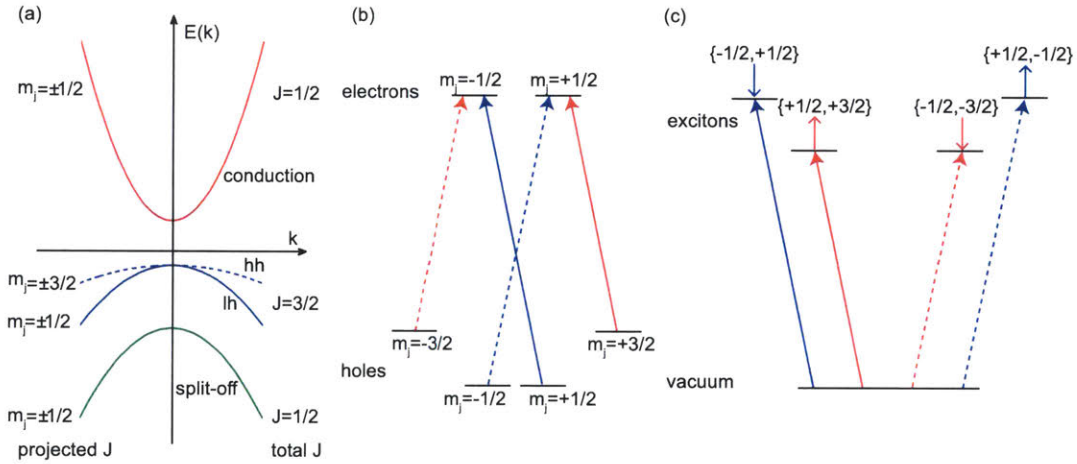 (a)
E(k)
m_j=±1/2
J=1/2
conduction
k
hh
m_j=±3/2
lh
J=3/2
m_j=±1/2
split-off
m_j=±1/2
J=1/2
projected J
total J
(b)
m_j=-1/2
m_j=+1/2
electrons
m_j=-3/2
m_j=+3/2
holes
m_j=-1/2
m_j=+1/2
(c)
{-1/2,+1/2}
{+1/2,-1/2}
{+1/2,+3/2}
{-1/2,-3/2}
excitons
vacuum